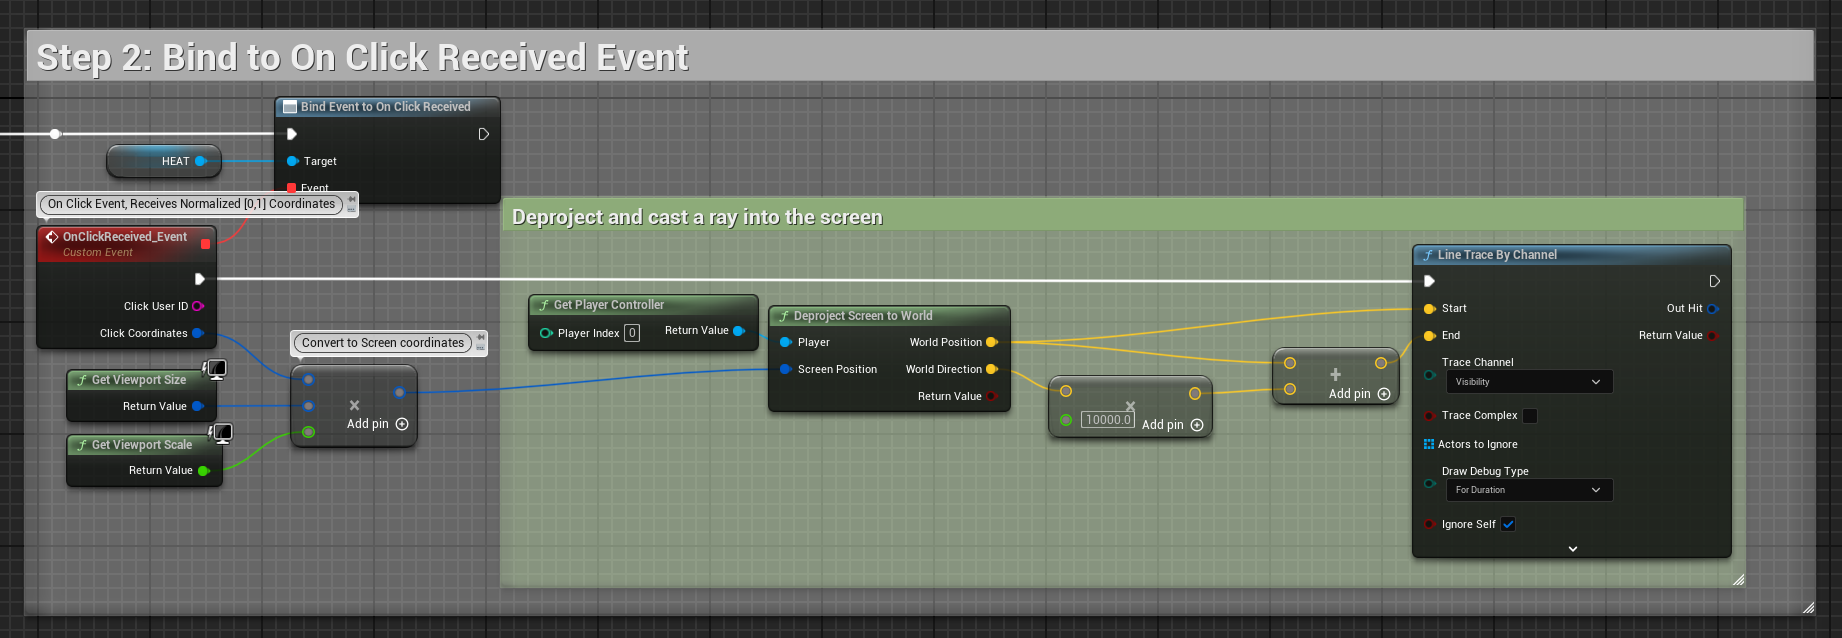 Step 2: Bind to On Click Received Event
Bind Event to On Click Received
HEAT
Target
Event
On Click Event, Receives Normalized [0,1] Coordinates
OnClickReceived_Event
Custom Event
Click User ID
Click Coordinates
Get Viewport Size
Return Value
Get Viewport Scale
Return Value
Convert to Screen coordinates
Add pin
Deproject and cast a ray into the screen
Get Player Controller
Player Index 0
Return Value
Deproject Screen to World
Player
World Position
Screen Position
World Direction
Return Value
10000.0
Add pin
Add pin
Line Trace By Channel
Start
Out Hit
End
Return Value
Trace Channel
Visibility
Trace Complex
Actors to Ignore
Draw Debug Type
For Duration
Ignore Self